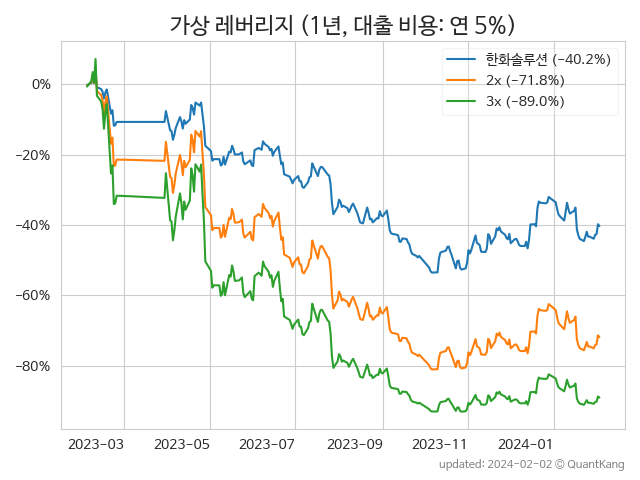 가상 레버리지 (1년, 대출 비용: 연 5%)
한화솔루션 (−40.2%)
2x (−71.8%)
3x (−89.0%)
0%
−20%
−40%
−60%
−80%
2023−03 2023−05 2023−07 2023−09 2023−11 2024−01
updated: 2024-02-02 © QuantKang